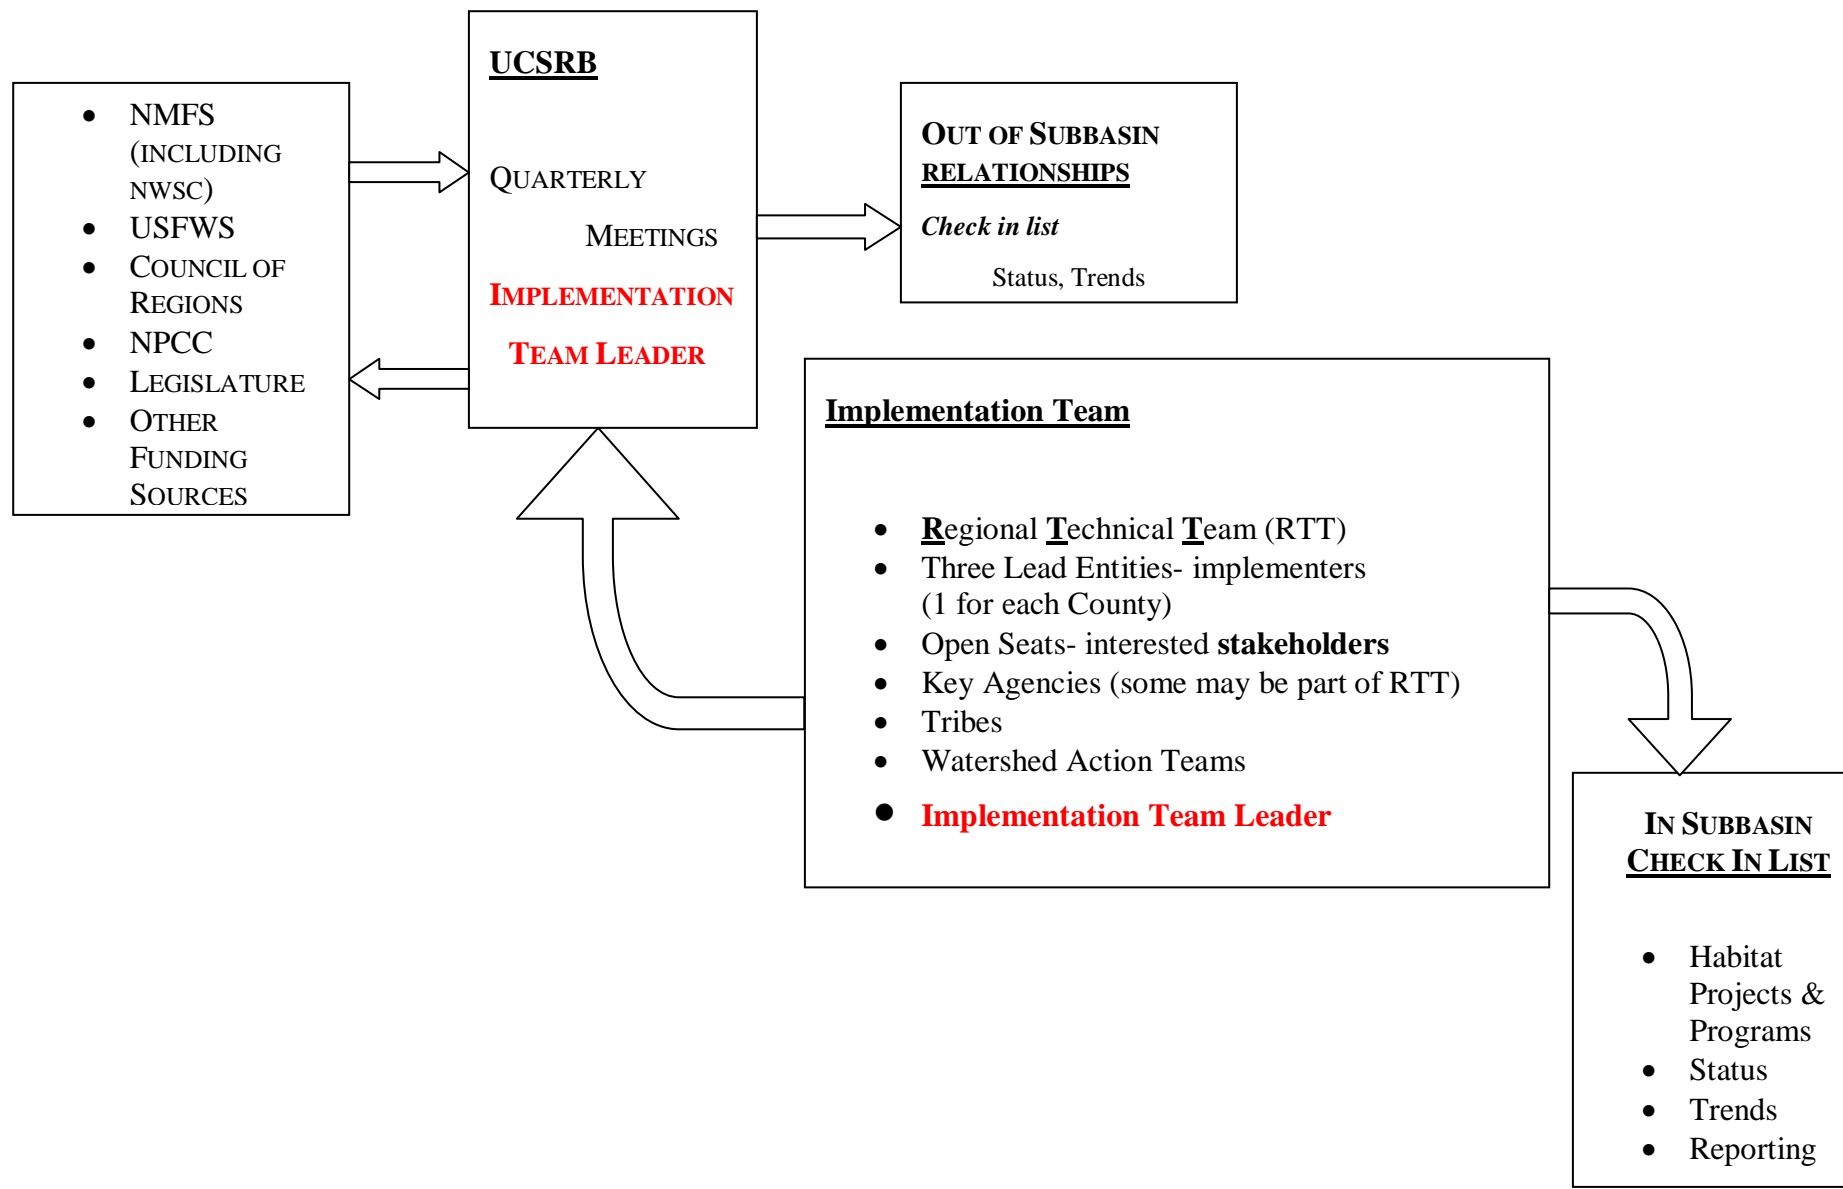 UCSRB
QUARTERLY
MEETINGS
IMPLEMENTATION
TEAM LEADER
• NMFS
(INCLUDING
NWSC)
• USFWS
• COUNCIL OF
REGIONS
• NPCC
• LEGISLATURE
• OTHER
FUNDING
SOURCES
OUT OF SUBBASIN
RELATIONSHIPS
Check in list
Status, Trends
Implementation Team
• Regional Technical Team (RTT)
• Three Lead Entities- implementers
(1 for each County)
• Open Seats- interested stakeholders
• Key Agencies (some may be part of RTT)
• Tribes
• Watershed Action Teams
• Implementation Team Leader
IN SUBBASIN
CHECK IN LIST
• Habitat
Projects &
Programs
• Status
• Trends
• Reporting